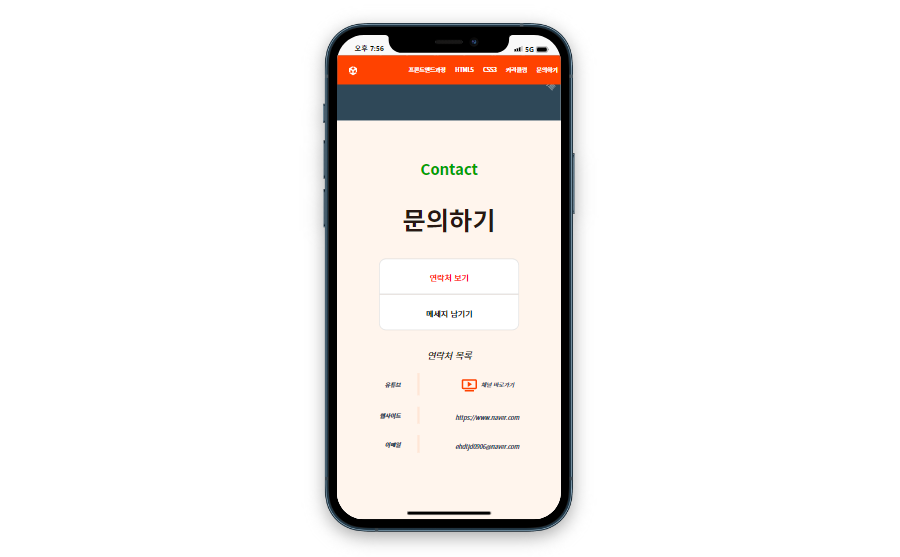 오후 7:56
5G
프론트엔드과정 HTML5 CSS3 커리큘럼 문의하기
Contact
문의하기
연락처 보기
메세지 남기기
연락처 목록
유튜브 채널 바로가기
웹사이트 https://www.naver.com
이메일 ehdtjd0906@naver.com